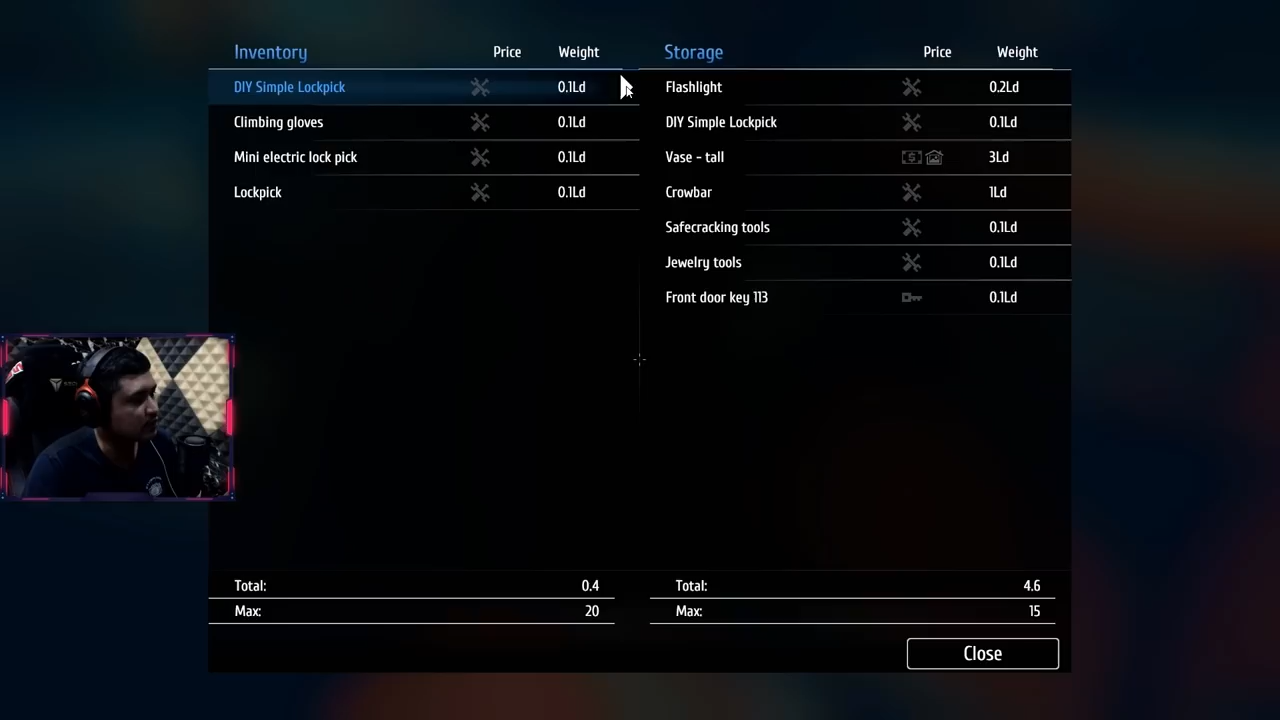 Inventory Price Weight
DIY Simple Lockpick 0.1Ld
Climbing gloves 0.1Ld
Mini electric lock pick 0.1Ld
Lockpick 0.1Ld
Total: 0.4
Max: 20
Storage Price Weight
Flashlight 0.2Ld
DIY Simple Lockpick 0.1Ld
Vase - tall 3Ld
Crowbar 1Ld
Safecracking tools 0.1Ld
Jewelry tools 0.1Ld
Front door key 113 0.1Ld
Total: 4.6
Max: 15
Close